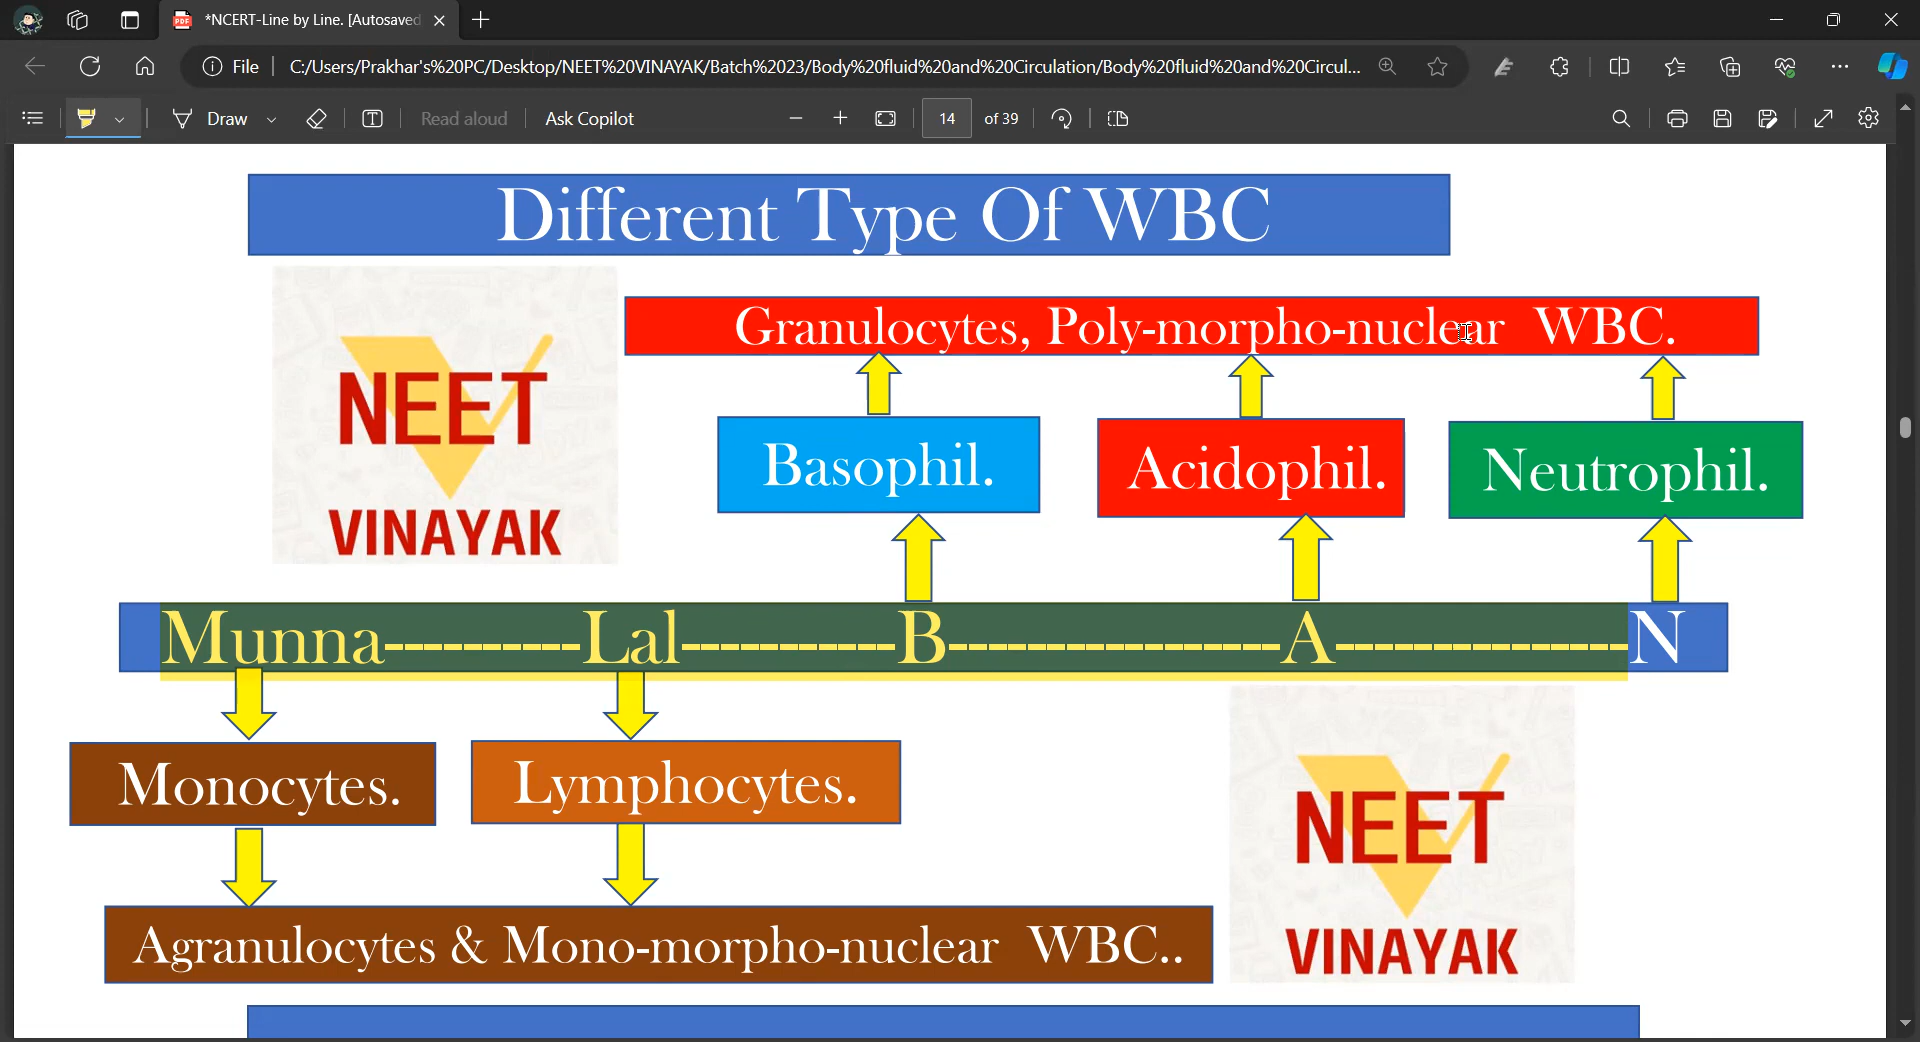 *NCERT-Line by Line. [Autosaved
File
C:/Users/Prakhar's%20PC/Desktop/NEET%20VINAYAK/Batch%2023/Body%20fluid%20and%20Circulation/Body%20fluid%20and%20Circul...
Draw
Read aloud
Ask Copilot
14 of 39
Different Type Of WBC
Granulocytes, Poly-morpho-nuclear WBC.
NEET
VINAYAK
Basophil.
Acidophil.
Neutrophil.
Munna---------Lal----------B--------------A-------------N
Monocytes.
Lymphocytes.
NEET
VINAYAK
Agranulocytes & Mono-morpho-nuclear WBC..